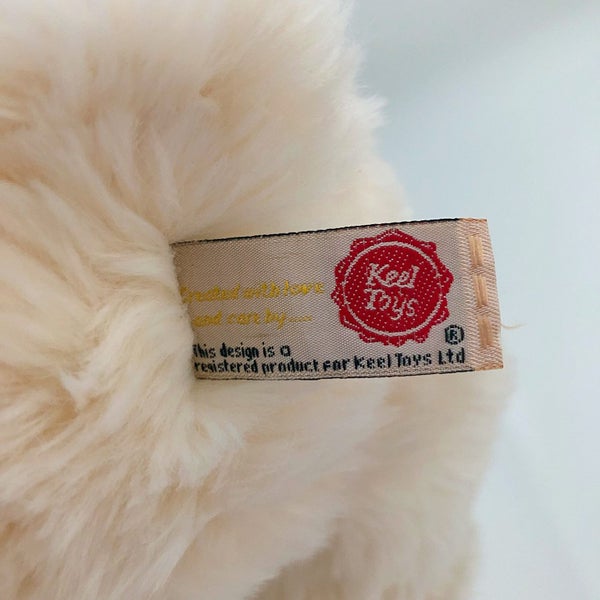 Created with love
and care by.....
Keel
Toys
®
This design is a
registered product for Keel Toys Ltd